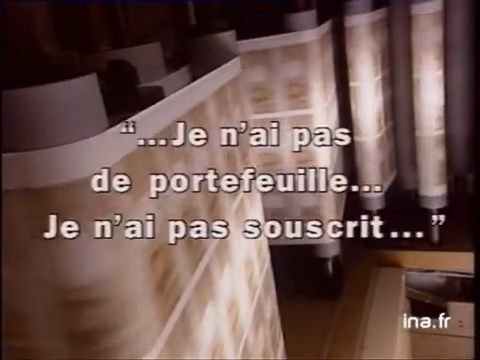 “...Je n'ai pas
de portefeuille...
Je n'ai pas souscrit...”
ina.fr